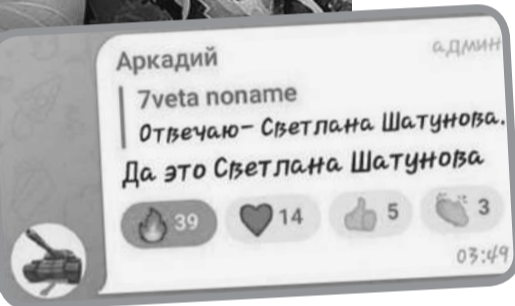 Аркадий
админ
7veta noname
Отвечаю- Светлана Шатунова.
Да это Светлана Шатунова
39
14
5
3
03:49